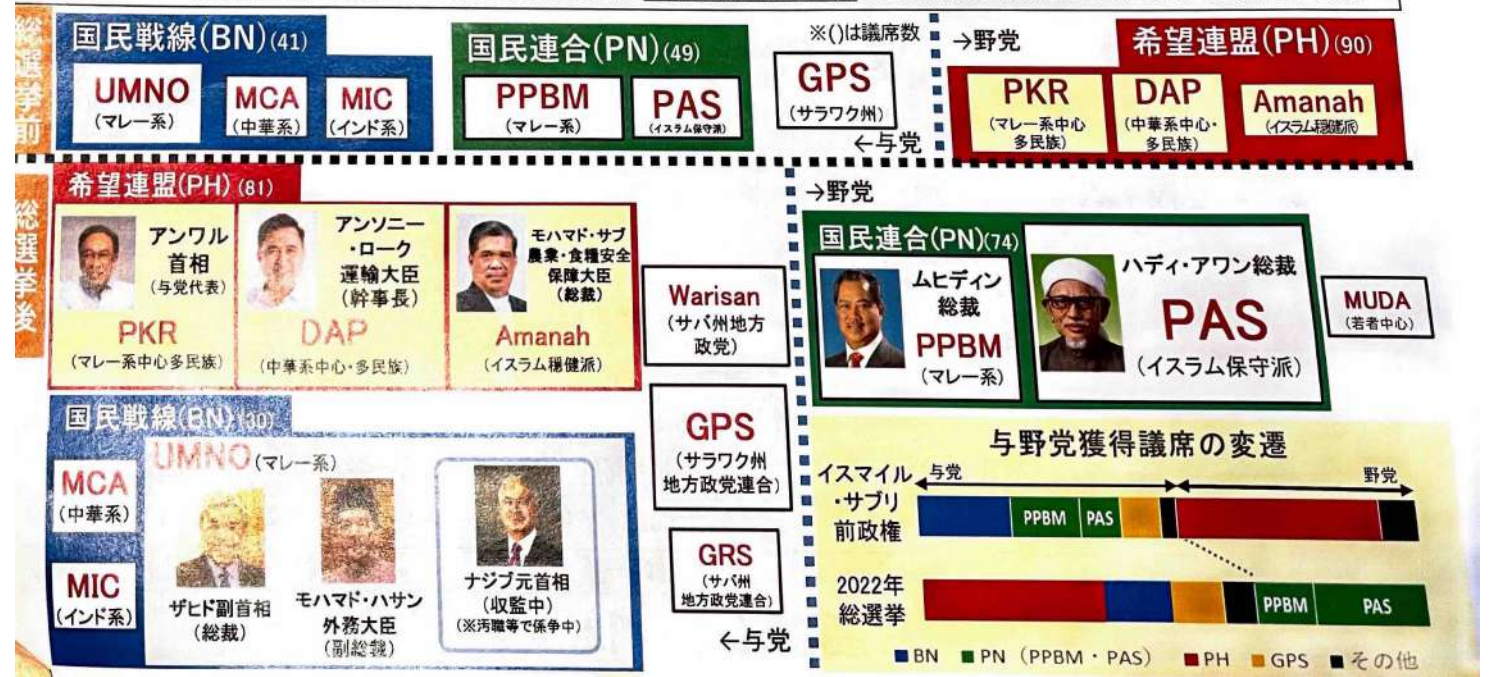 総選挙前
国民戦線(BN)(41)
UMNO
(マレー系)
MCA
(中華系)
MIC
(インド系)
国民連合(PN)(49)
PPBM
(マレー系)
PAS
(イスラム保守派)
※()は議席数
GPS
(サラワク州)
←与党
→野党
希望連盟(PH)(90)
PKR
(マレー系中心
多民族)
DAP
(中華系中心・
多民族)
Amanah
(イスラム穏健派)
総選挙後
希望連盟(PH)(81)
アンワル
首相
(与党代表)
PKR
(マレー系中心多民族)
アンソニー
・ローク
運輸大臣
(幹事長)
DAP
(中華系中心・多民族)
モハマド・サブ
農業・食糧安全
保障大臣
(総裁)
Amanah
(イスラム穏健派)
Warisan
(サバ州地方
政党)
国民戦線(BN)(30)
MCA
(中華系)
MIC
(インド系)
UMNO(マレー系)
ザヒド副首相
(総裁)
モハマド・ハサン
外務大臣
(副総裁)
ナジブ元首相
(収監中)
(※汚職等で係争中)
GPS
(サラワク州
地方政党連合)
GRS
(サバ州
地方政党連合)
←与党
→野党
国民連合(PN)(74)
ムヒディン
総裁
PPBM
(マレー系)
ハディ・アワン総裁
PAS
(イスラム保守派)
MUDA
(若者中心)
与野党獲得議席の変遷
イスマイル
・サブリ
前政権
与党
野党
PPBM
PAS
2022年
総選挙
PPBM
PAS
BN
PN (PPBM・PAS)
PH
GPS
その他